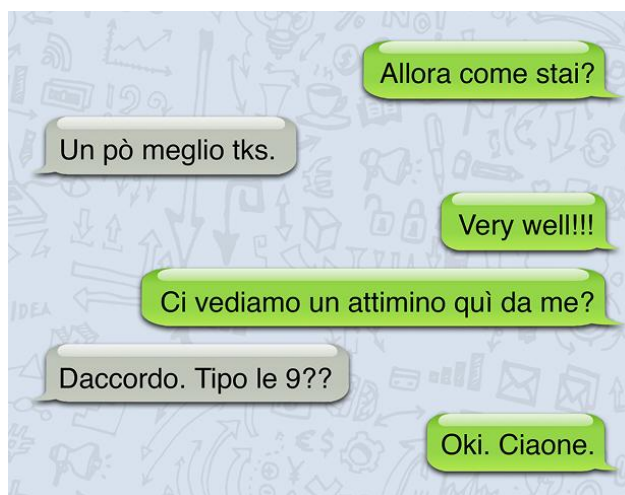 Allora come stai?
Un pò meglio tks.
Very well!!!
Ci vediamo un attimino quì da me?
Daccordo. Tipo le 9??
Oki. Ciaone.